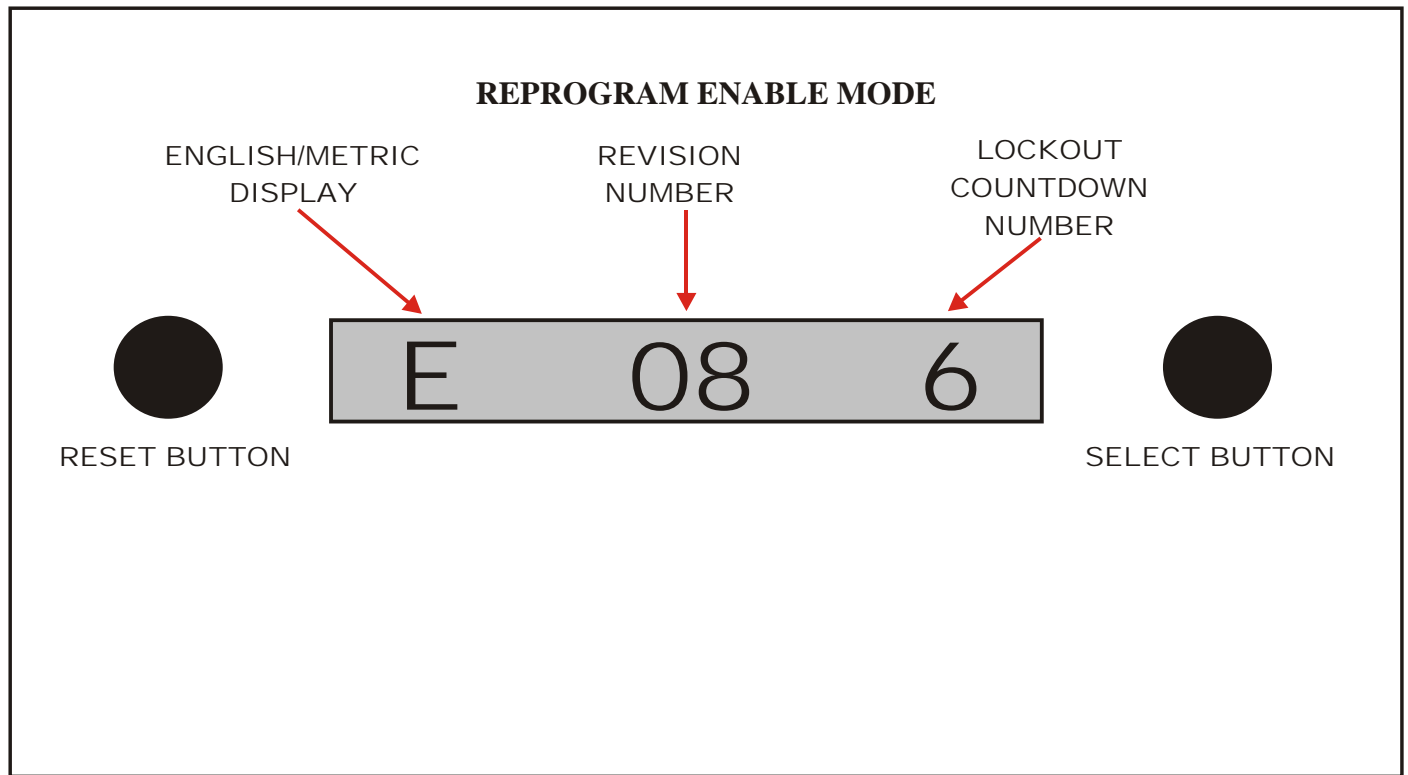 REPROGRAM ENABLE MODE
ENGLISH/METRIC
DISPLAY
REVISION
NUMBER
LOCKOUT
COUNTDOWN
NUMBER
E 08 6
RESET BUTTON
SELECT BUTTON